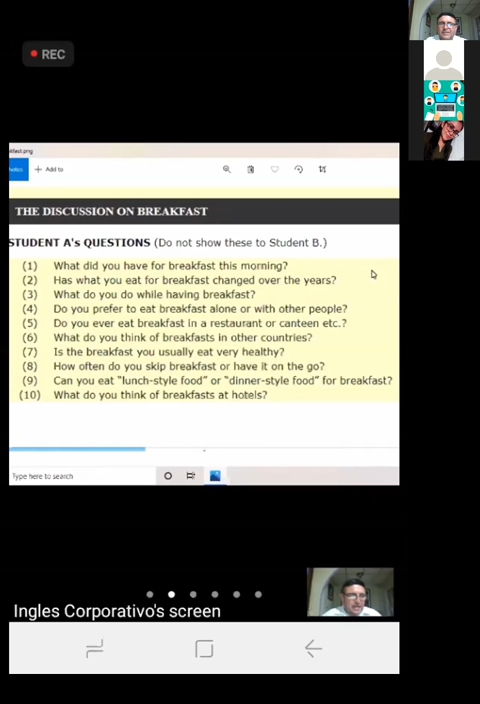 REC
Add to
THE DISCUSSION ON BREAKFAST
STUDENT A's QUESTIONS (Do not show these to Student B.)
(1) What did you have for breakfast this morning?
(2) Has what you eat for breakfast changed over the years?
(3) What do you do while having breakfast?
(4) Do you prefer to eat breakfast alone or with other people?
(5) Do you ever eat breakfast in a restaurant or canteen etc.?
(6) What do you think of breakfasts in other countries?
(7) Is the breakfast you usually eat very healthy?
(8) How often do you skip breakfast or have it on the go?
(9) Can you eat "lunch-style food" or "dinner-style food" for breakfast?
(10) What do you think of breakfasts at hotels?
Type here to search
Ingles Corporativo's screen